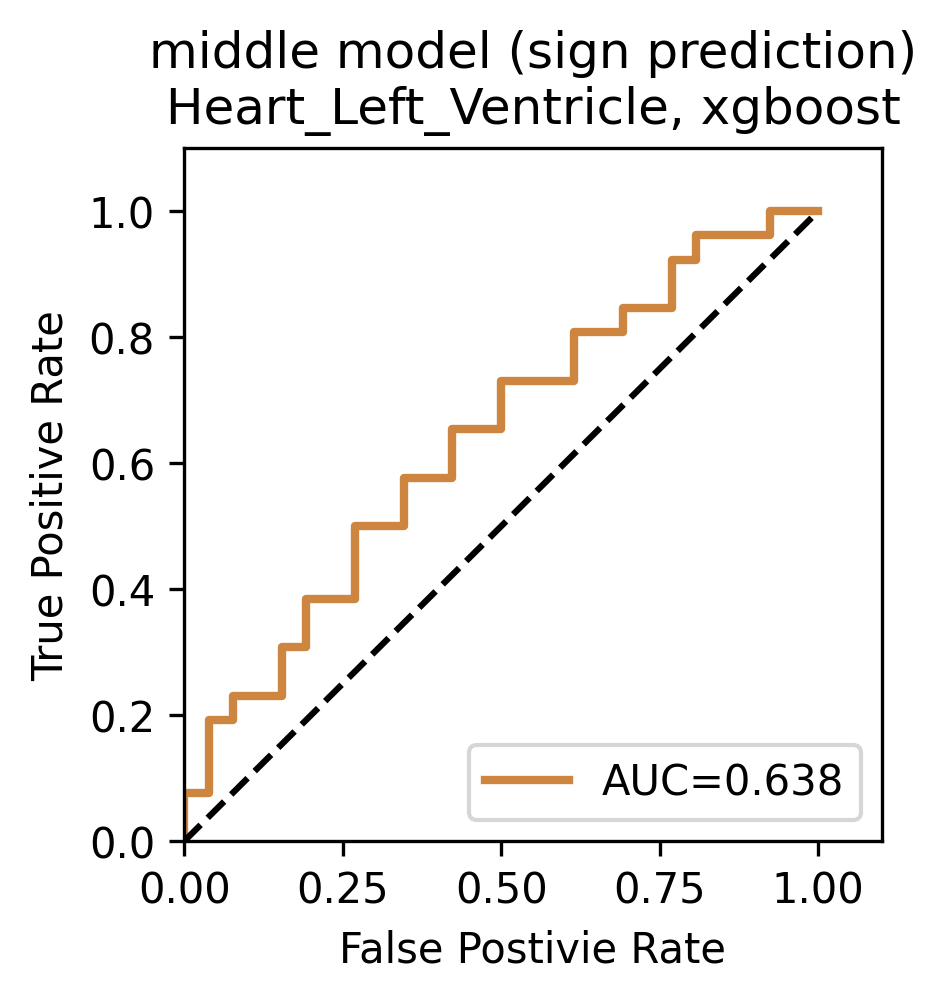 middle model (sign prediction)
Heart_Left_Ventricle, xgboost
1.0
0.8
0.6
0.4
0.2
0.0
True Positive Rate
AUC=0.638
0.00 0.25 0.50 0.75 1.00
False Postivie Rate